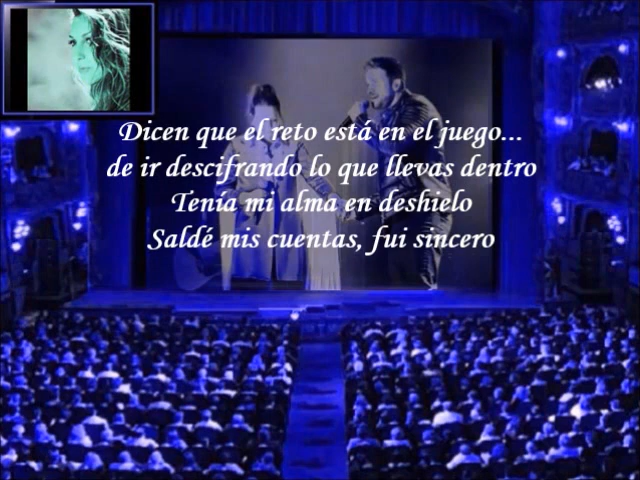 Dicen que el reto está en el juego...
de ir descifrando lo que llevas dentro
Tenia mi alma en deshielo
Saldé mis cuentas, fui sincero